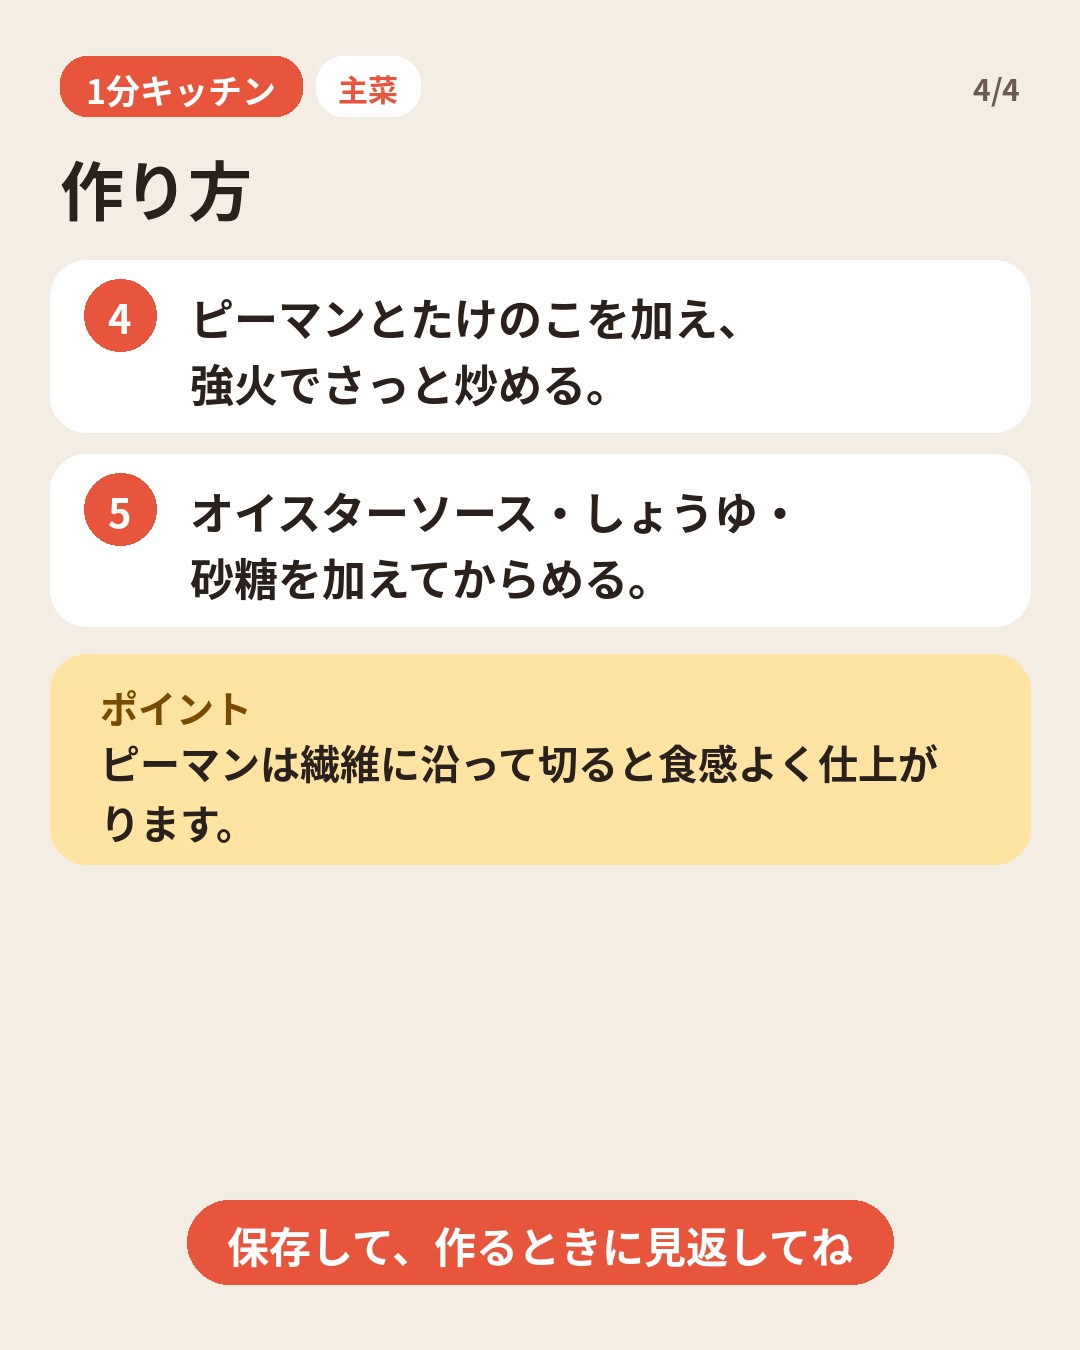 1分キッチン 主菜 4/4
作り方
4 ピーマンとたけのこを加え、
強火でさっと炒める。
5 オイスターソース・しょうゆ・
砂糖を加えてからめる。
ポイント
ピーマンは繊維に沿って切ると食感よく仕上が
ります。
保存して、作るときに見返してね